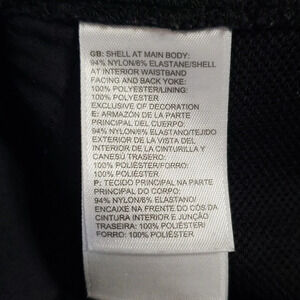 GB: SHELL AT MAIN BODY:
94% NYLON/6% ELASTANE/SHELL
AT INTERIOR WAISTBAND
FACING AND BACK YOKE:
100% POLYESTER/LINING:
100% POLYESTER
EXCLUSIVE OF DECORATION
E: ARMAZÓN DE LA PARTE
PRINCIPAL DEL CUERPO:
94% NYLON/6% ELASTANO/TEJIDO
EXTERIOR DE LA VISTA DEL
INTERIOR DE LA CINTURILLA Y
CANESÚ TRASERO:
100% POLIÉSTER/FORRO:
100% POLIÉSTER
P: TECIDO PRINCIPAL NA PARTE
PRINCIPAL DO CORPO:
94% NYLON/6% ELASTANO/
ENCAIXE NA FRENTE DO CÓS DA
CINTURA INTERIOR E JUNÇÃO
TRASEIRA: 100% POLIÉSTER/
FORRO: 100% POLIÉSTER